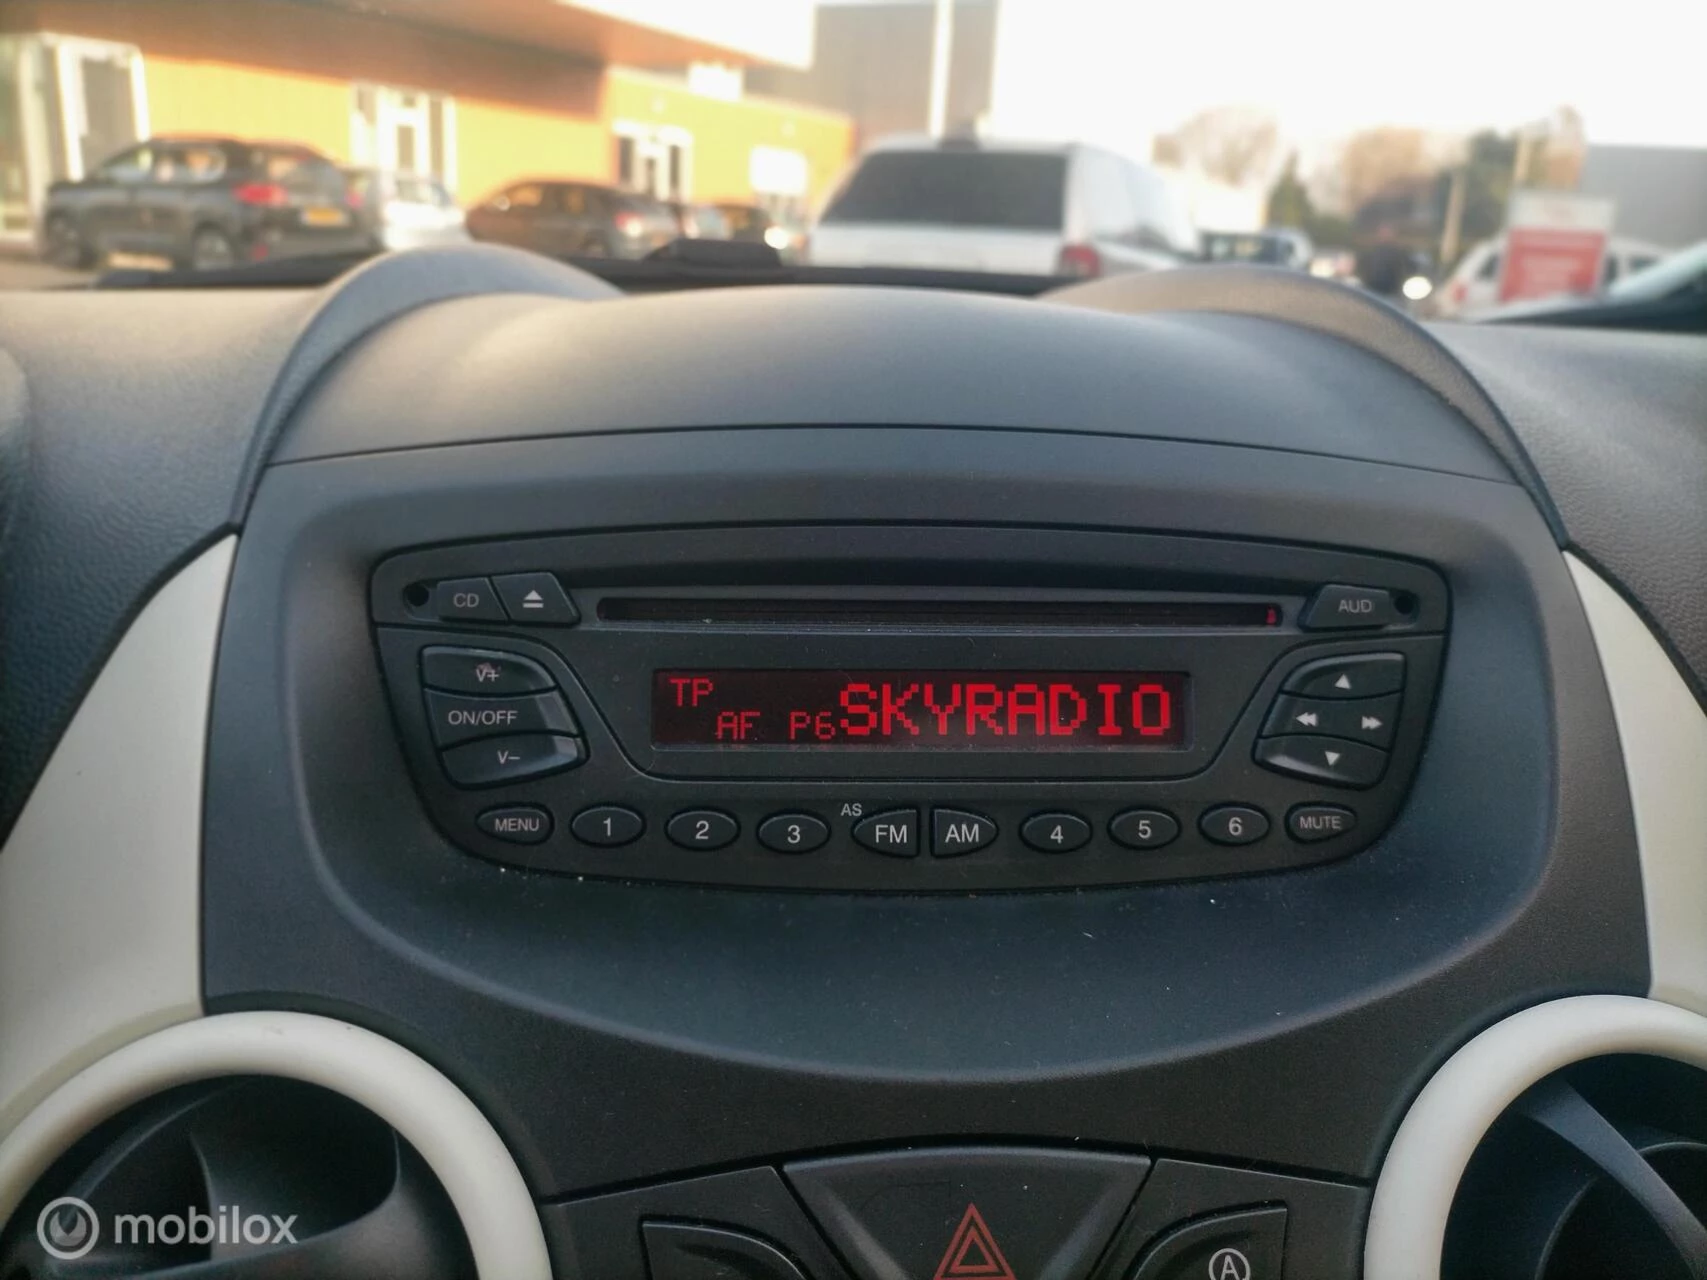 CD
AUD
V+
ON/OFF
V-
TP
AF P6 SKYRADIO
MENU 1 2 3 AS FM AM 4 5 6 MUTE
A
mobilox